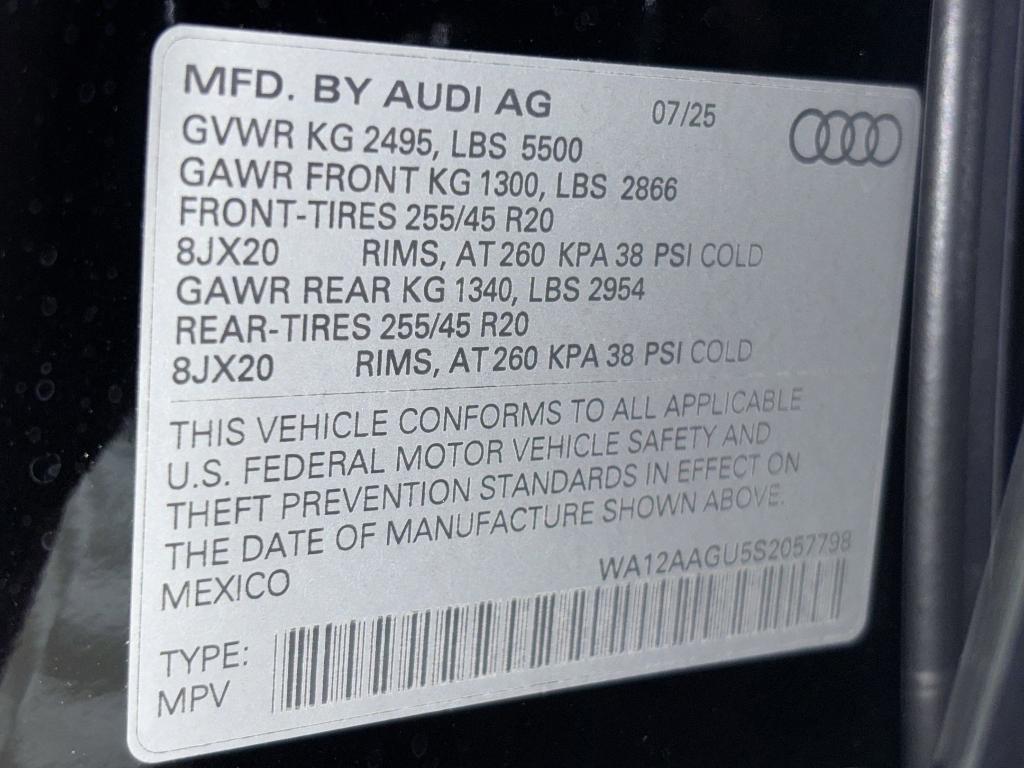 MFD. BY AUDI AG 07/25
GVWR KG 2495, LBS 5500
GAWR FRONT KG 1300, LBS 2866
FRONT-TIRES 255/45 R20
8JX20 RIMS, AT 260 KPA 38 PSI COLD
GAWR REAR KG 1340, LBS 2954
REAR-TIRES 255/45 R20
8JX20 RIMS, AT 260 KPA 38 PSI COLD
THIS VEHICLE CONFORMS TO ALL APPLICABLE
U.S. FEDERAL MOTOR VEHICLE SAFETY AND
THEFT PREVENTION STANDARDS IN EFFECT ON
THE DATE OF MANUFACTURE SHOWN ABOVE.
MEXICO WA12AAGU5S2057798
TYPE:
MPV